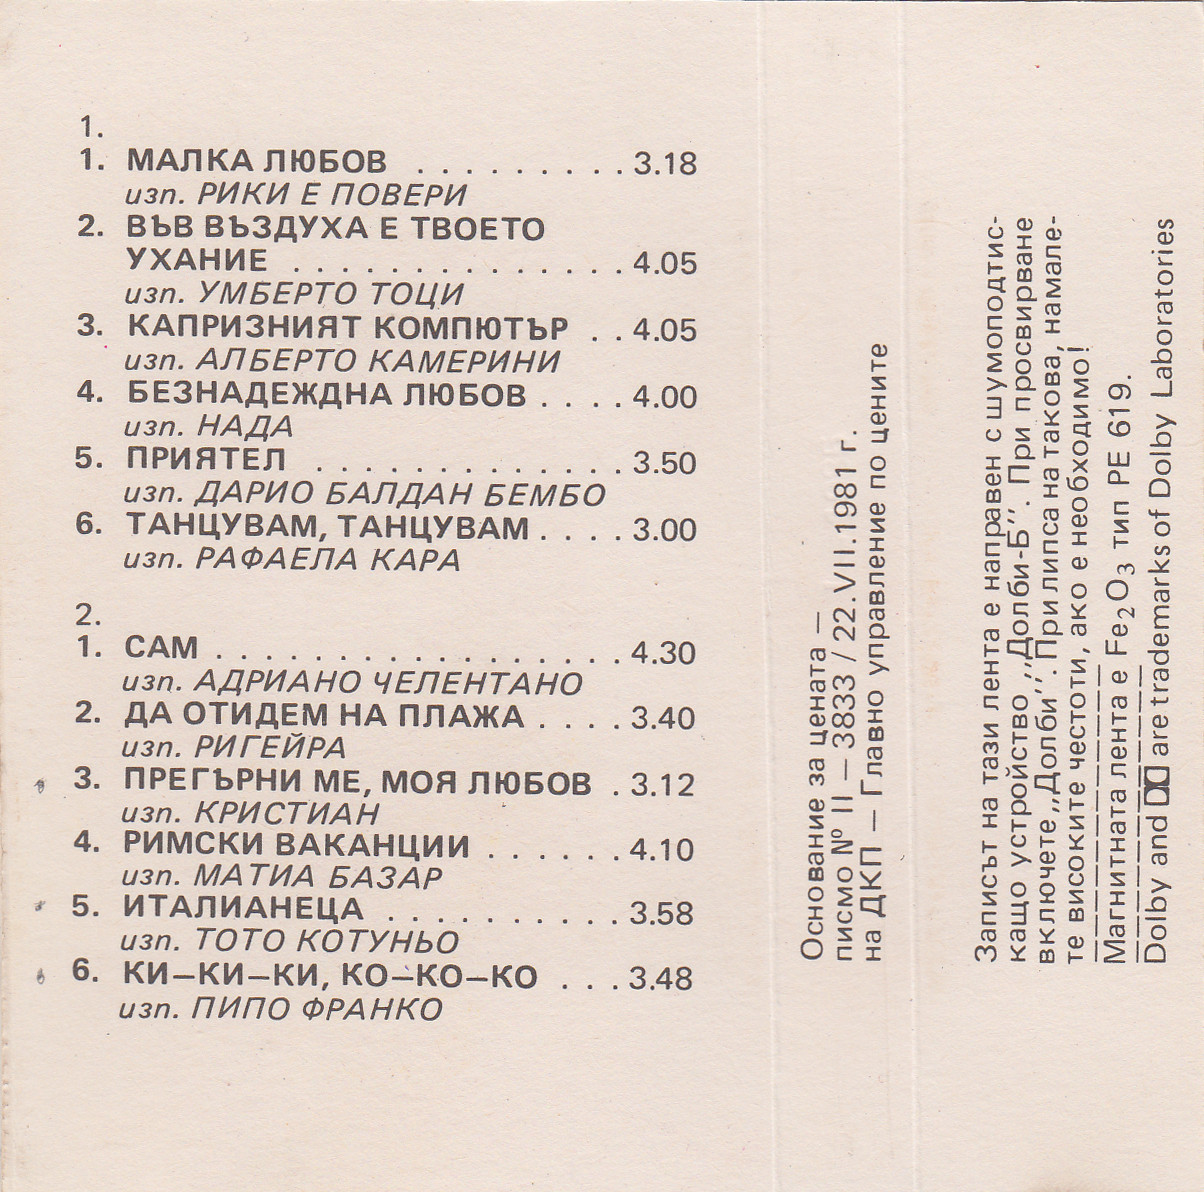 1.
1. МАЛКА ЛЮБОВ . . . . . . . . . 3.18
изп. РИКИ Е ПОВЕРИ
2. ВЪВ ВЪЗДУХА Е ТВОЕТО
УХАНИЕ . . . . . . . . . . . . . . 4.05
изп. УМБЕРТО ТОЦИ
3. КАПРИЗНИЯТ КОМПЮТЪР . . 4.05
изп. АЛБЕРТО КАМЕРИНИ
4. БЕЗНАДЕЖДНА ЛЮБОВ . . . . 4.00
изп. НАДА
5. ПРИЯТЕЛ . . . . . . . . . . . . . 3.50
изп. ДАРИО БАЛДАН БЕМБО
6. ТАНЦУВАМ, ТАНЦУВАМ . . . . 3.00
изп. РАФАЕЛА КАРА
2.
1. САМ . . . . . . . . . . . . . . . . . 4.30
изп. АДРИАНО ЧЕЛЕНТАНО
2. ДА ОТИДЕМ НА ПЛАЖА . . . . 3.40
изп. РИГЕЙРА
3. ПРЕГЪРНИ МЕ, МОЯ ЛЮБОВ . 3.12
изп. КРИСТИАН
4. РИМСКИ ВАКАНЦИИ . . . . . . 4.10
изп. МАТИА БАЗАР
5. ИТАЛИАНЕЦА . . . . . . . . . . 3.58
изп. ТОТО КОТУНЬО
6. КИ—КИ—КИ, КО—КО—КО . . . 3.48
изп. ПИПО ФРАНКО
Основание за цената —
писмо № II — 3833 / 22.VII.1981 г.
на ДКП — Главно управление по цените
Записът на тази лента е направен с шумоподтис-
кащо устройство ,,Долби-Б''. При просвирване
включете ,,Долби''. При липса на такова, намале-
те високите честоти, ако е необходимо!
Магнитната лента е Fe2O3 тип PE 619.
Dolby and are trademarks of Dolby Laboratories